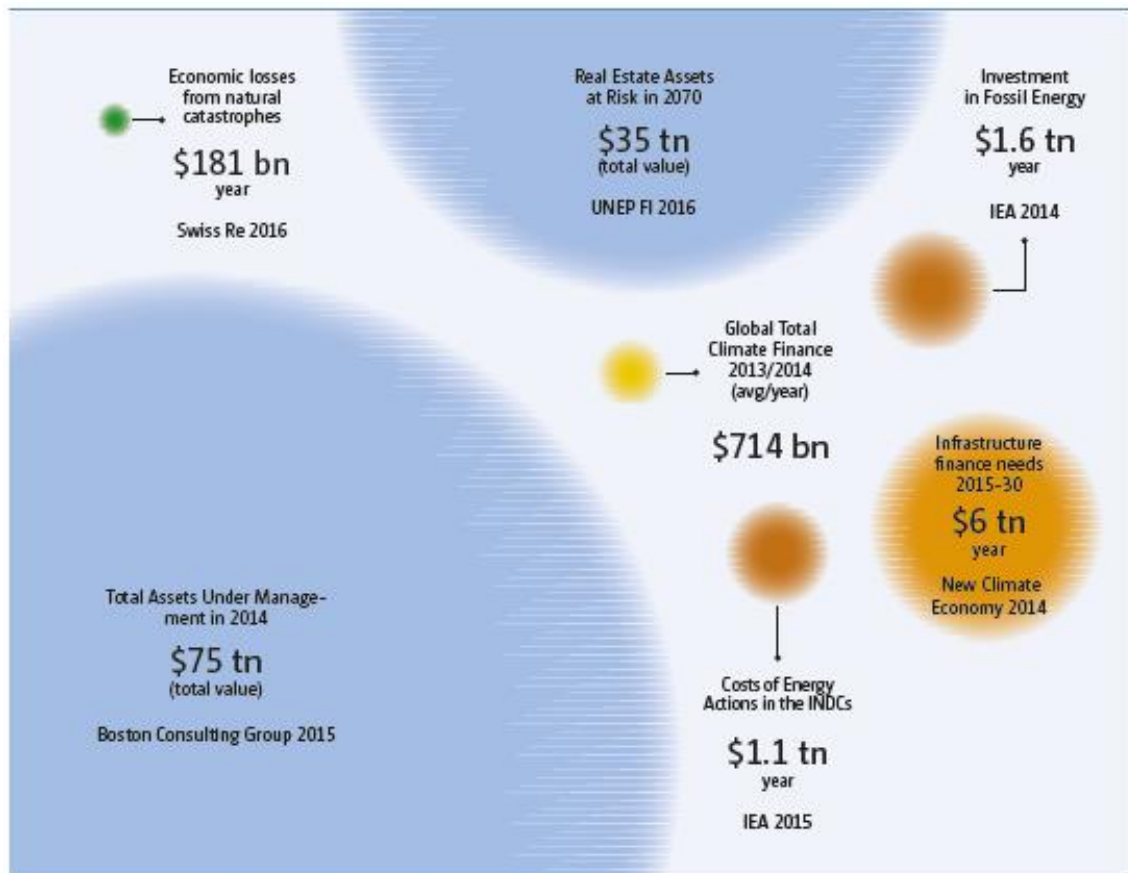 Economic losses
from natural
catastrophes
$181 bn
year
Swiss Re 2016
Real Estate Assets
at Risk in 2070
$35 tn
(total value)
UNEP FI 2016
Investment
in Fossil Energy
$1.6 tn
year
IEA 2014
Global Total
Climate Finance
2013/2014
(avg/year)
$714 bn
Infrastructure
finance needs
2015-30
$6 tn
year
New Climate
Economy 2014
Total Assets Under Manage-
ment in 2014
$75 tn
(total value)
Boston Consulting Group 2015
Costs of Energy
Actions in the INDCs
$1.1 tn
year
IEA 2015